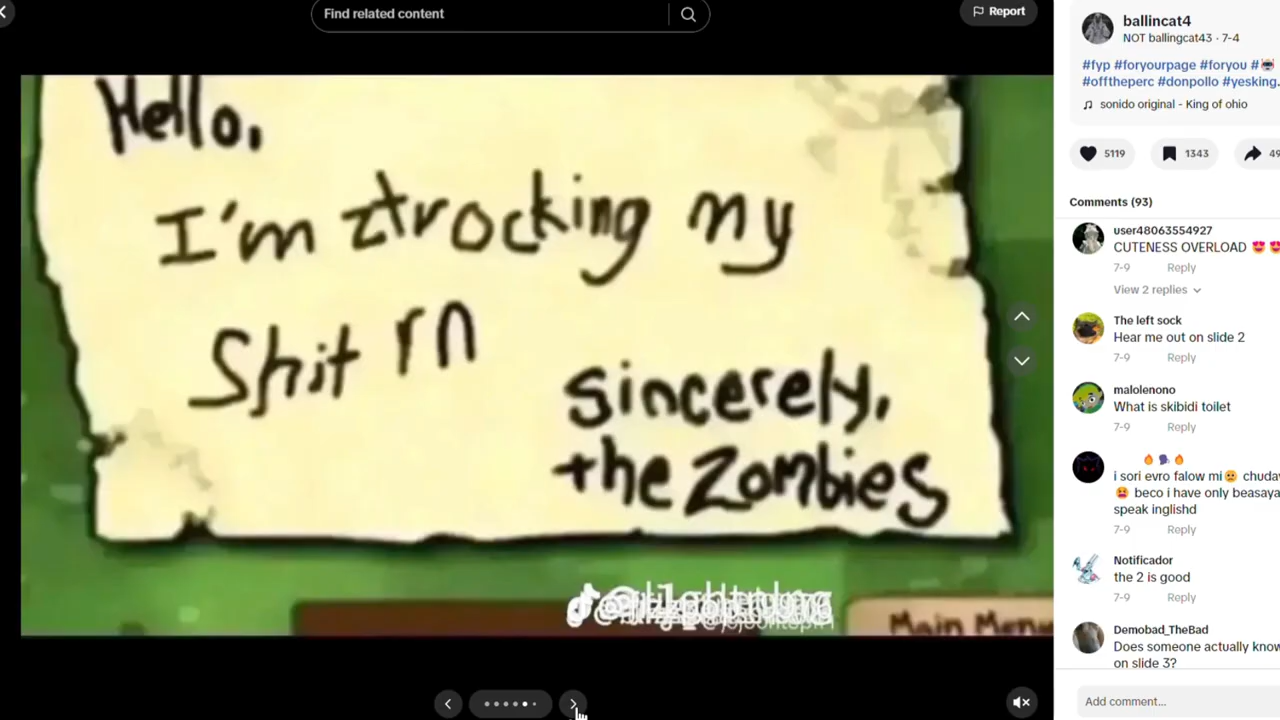 Find related content
Report
Hello,
I'm ztrocking my
Shit rn
sincerely,
the Zombies
Main Menu
ballincat4
NOT ballingcat43 · 7-4
#fyp #foryourpage #foryou #
#offtheperc #donpollo #yesking.
sonido original - King of ohio
5119
1343
49
Comments (93)
user48063554927
CUTENESS OVERLOAD 😍😍
7-9 Reply
View 2 replies
The left sock
Hear me out on slide 2
7-9 Reply
malolenono
What is skibidi toilet
7-9 Reply
🔥🗣🔥
i sori evro falow mi😕 chuday
😫 beco i have only beasaya
speak inglishd
7-9 Reply
Notificador
the 2 is good
7-9 Reply
Demobad_TheBad
Does someone actually know
on slide 3?
Add comment...